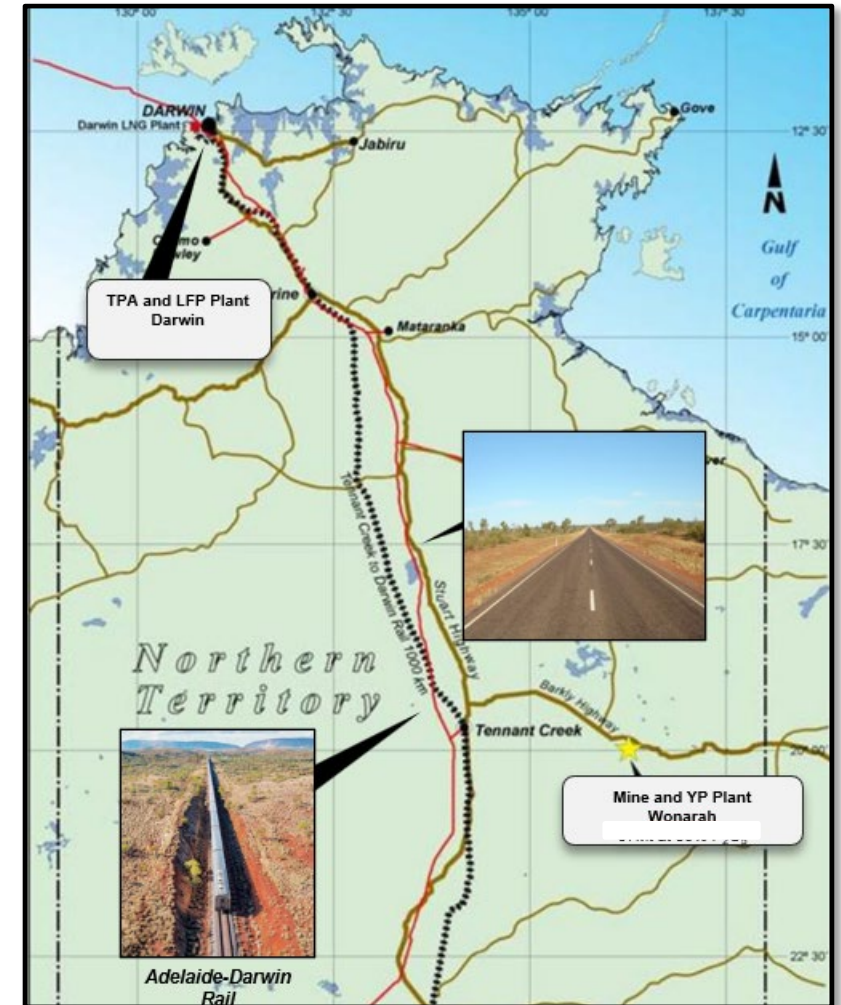 130° 00'
132° 30'
135° 00'
137° 30'
DARWIN
Darwin LNG Plant
Gove
Jabiru
12° 30'
N
Gulf
of
Carpentaria
TPA and LFP Plant
Darwin
Mataranka
15° 00'
17° 30'
Tennant Creek to Darwin Rail 1000 km
Stuart Highway
Northern
Territory
Barkly Highway
Tennant Creek
Mine and YP Plant
Wonarah
22° 30'
Adelaide-Darwin
Rail